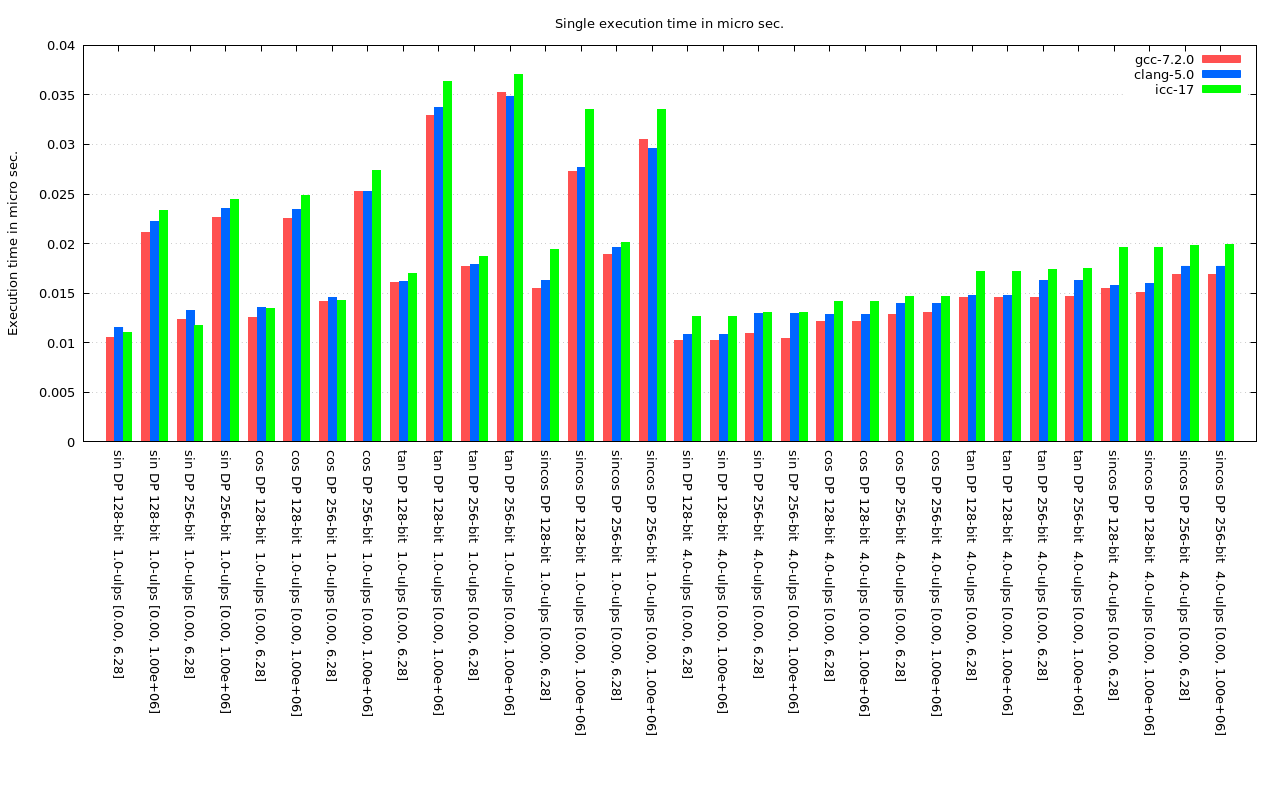 Single execution time in micro sec.
Execution time in micro sec.
0.04
0.035
0.03
0.025
0.02
0.015
0.01
0.005
0
gcc-7.2.0
clang-5.0
icc-17
sin DP 128-bit  1.0-ulps [0.00, 6.28]
sin DP 128-bit  1.0-ulps [0.00, 1.00e+06]
sin DP 256-bit  1.0-ulps [0.00, 6.28]
sin DP 256-bit  1.0-ulps [0.00, 1.00e+06]
cos DP 128-bit  1.0-ulps [0.00, 6.28]
cos DP 128-bit  1.0-ulps [0.00, 1.00e+06]
cos DP 256-bit  1.0-ulps [0.00, 6.28]
cos DP 256-bit  1.0-ulps [0.00, 1.00e+06]
tan DP 128-bit  1.0-ulps [0.00, 6.28]
tan DP 128-bit  1.0-ulps [0.00, 1.00e+06]
tan DP 256-bit  1.0-ulps [0.00, 6.28]
tan DP 256-bit  1.0-ulps [0.00, 1.00e+06]
sincos DP 128-bit  1.0-ulps [0.00, 6.28]
sincos DP 128-bit  1.0-ulps [0.00, 1.00e+06]
sincos DP 256-bit  1.0-ulps [0.00, 6.28]
sincos DP 256-bit  1.0-ulps [0.00, 1.00e+06]
sin DP 128-bit  4.0-ulps [0.00, 6.28]
sin DP 128-bit  4.0-ulps [0.00, 1.00e+06]
sin DP 256-bit  4.0-ulps [0.00, 6.28]
sin DP 256-bit  4.0-ulps [0.00, 1.00e+06]
cos DP 128-bit  4.0-ulps [0.00, 6.28]
cos DP 128-bit  4.0-ulps [0.00, 1.00e+06]
cos DP 256-bit  4.0-ulps [0.00, 6.28]
cos DP 256-bit  4.0-ulps [0.00, 1.00e+06]
tan DP 128-bit  4.0-ulps [0.00, 6.28]
tan DP 128-bit  4.0-ulps [0.00, 1.00e+06]
tan DP 256-bit  4.0-ulps [0.00, 6.28]
tan DP 256-bit  4.0-ulps [0.00, 1.00e+06]
sincos DP 128-bit  4.0-ulps [0.00, 6.28]
sincos DP 128-bit  4.0-ulps [0.00, 1.00e+06]
sincos DP 256-bit  4.0-ulps [0.00, 6.28]
sincos DP 256-bit  4.0-ulps [0.00, 1.00e+06]